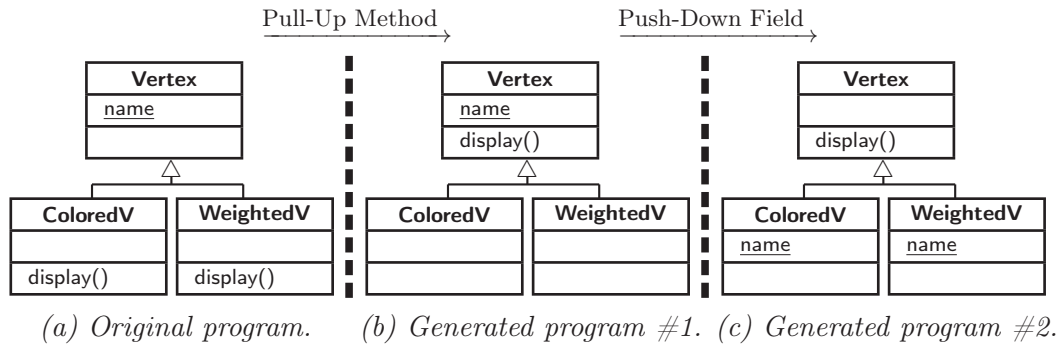 Pull-Up Method
Push-Down Field
Vertex
name
ColoredV
display()
WeightedV
display()
(a) Original program.
Vertex
name
display()
ColoredV
WeightedV
(b) Generated program #1.
Vertex
display()
ColoredV
name
WeightedV
name
(c) Generated program #2.